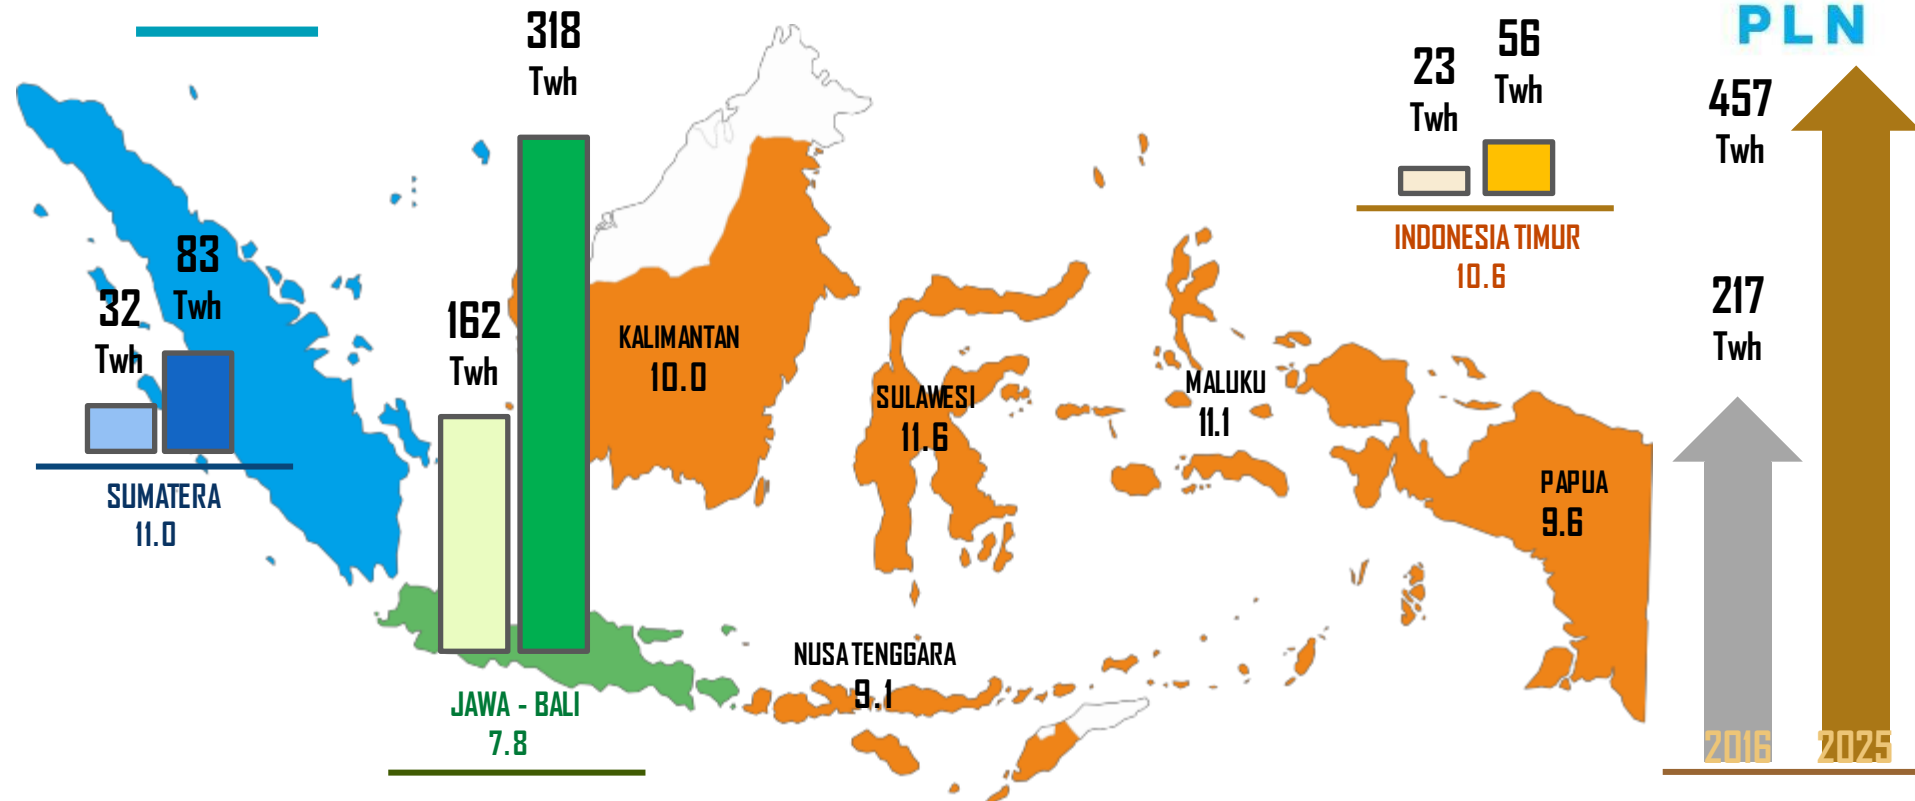 PLN
318
Twh
56
Twh
23
Twh
457
Twh
83
Twh
INDONESIA TIMUR
10.6
32
Twh
162
Twh
217
Twh
KALIMANTAN
10.0
SULAWESI
11.6
MALUKU
11.1
PAPUA
9.6
SUMATERA
11.0
NUSA TENGGARA
9.1
JAWA - BALI
7.8
2016
2025